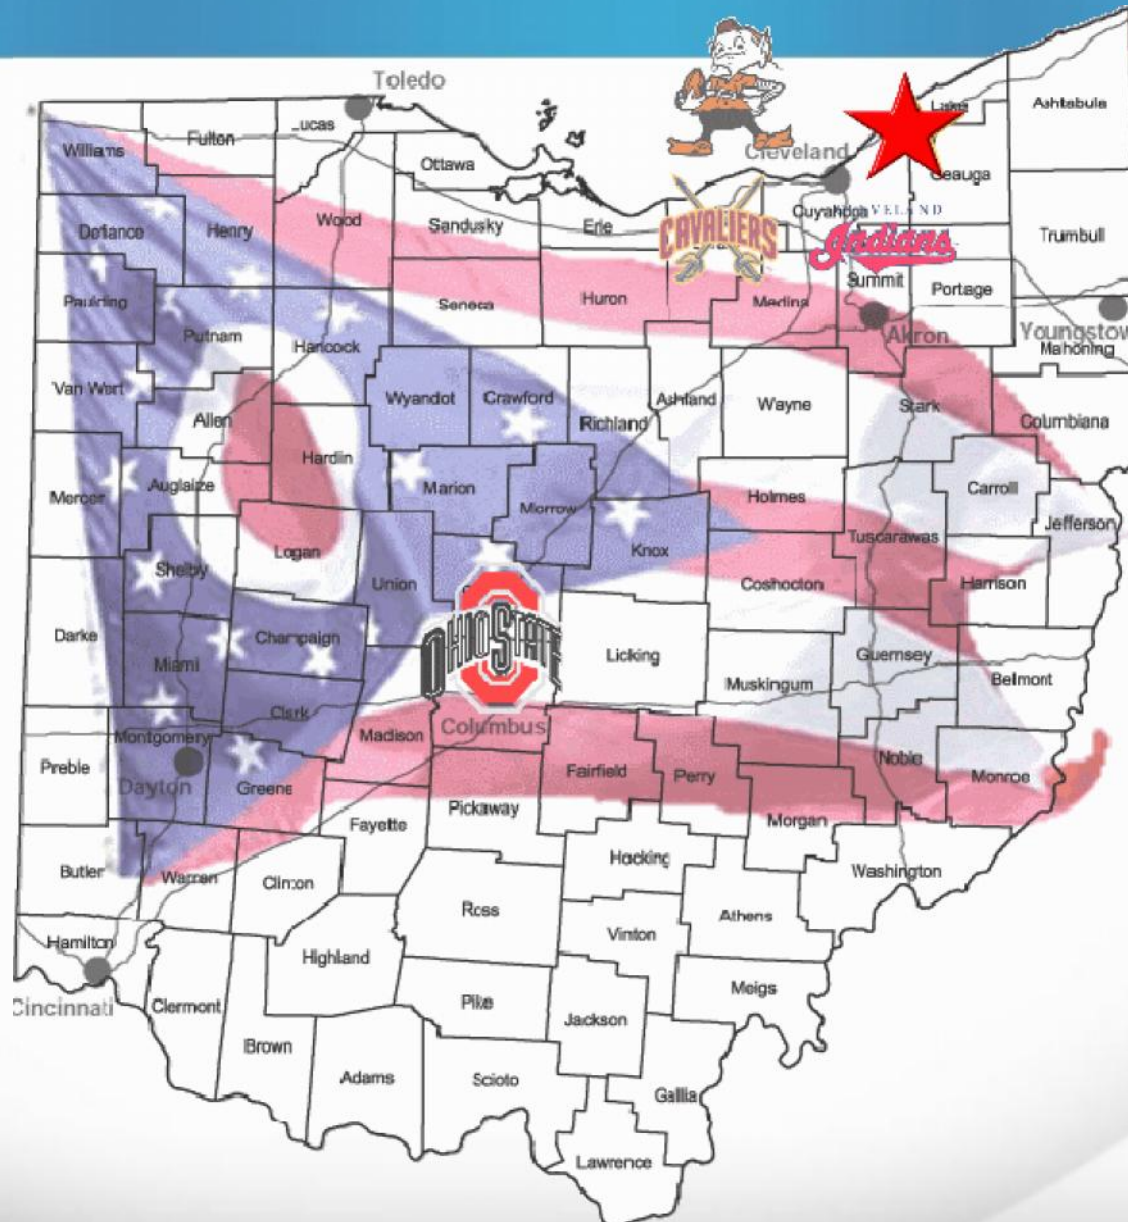 Toledo
Ashtabula
Lake
Lucas
Fulton
Williams
Ottawa
Cleveland
Geauga
Cuyahoga
CLEVELAND
Indians
CAVALIERS
Defiance
Henry
Wood
Sandusky
Erie
Trumbull
Paulding
Putnam
Hancock
Seneca
Huron
Medina
Summit
Portage
Akron
Youngstow
Mahoning
Van Wert
Allen
Wyandot
Crawford
Richland
Ashland
Wayne
Stark
Columbiana
Mercer
Auglaize
Hardin
Marion
Morrow
Holmes
Carroll
Jefferson
Logan
Shelby
Union
Knox
Tuscarawas
Coshocton
Harrison
OHIO STATE
Darke
Miami
Champaign
Licking
Muskingum
Guernsey
Belmont
Clark
Columbus
Preble
Montgomery
Madison
Dayton
Greene
Fairfield
Perry
Noble
Monroe
Pickaway
Fayette
Morgan
Butler
Warren
Clinton
Hocking
Washington
Ross
Athens
Hamilton
Highland
Vinton
Cincinnati
Clermont
Pike
Jackson
Meigs
Brown
Adams
Scioto
Gallia
Lawrence